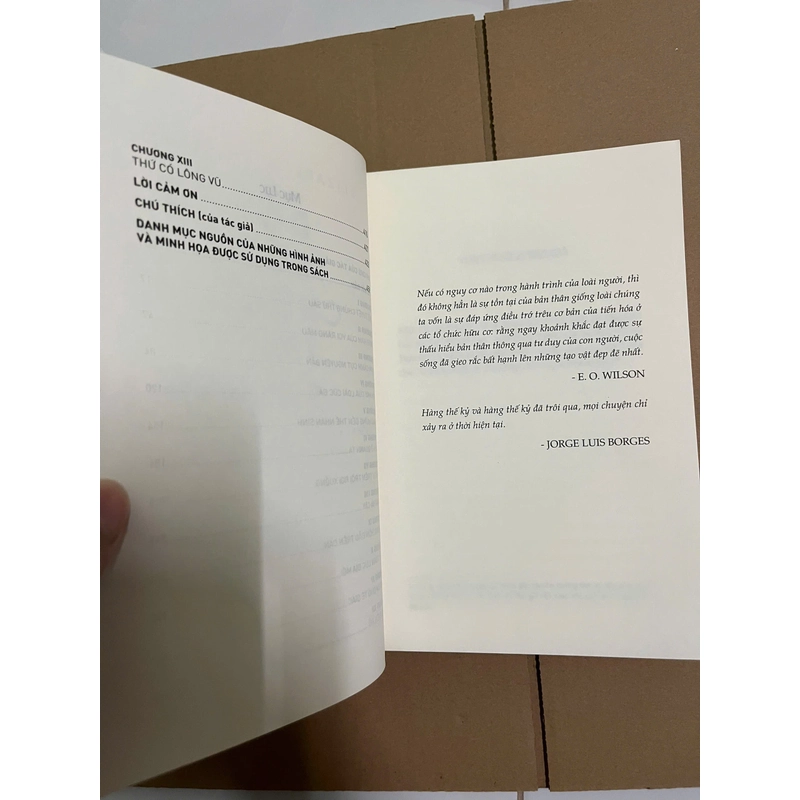 CHƯƠNG XIII
THỨ CÓ LÔNG VŨ
LỜI CẢM ƠN
CHÚ THÍCH (của tác giả)
DANH MỤC NGUỒN CỦA NHỮNG HÌNH ẢNH
VÀ MINH HỌA ĐƯỢC SỬ DỤNG TRONG SÁCH
Mục Lục
Nếu có nguy cơ nào trong hành trình của loài người, thì
đó không hẳn là sự tồn tại của bản thân giống loài chúng
ta vốn là sự đáp ứng điều trớ trêu cơ bản của tiến hóa ở
các tổ chức hữu cơ: rằng ngay khoảnh khắc đạt được sự
thấu hiểu bản thân thông qua tư duy của con người, cuộc
sống đã gieo rắc bất hạnh lên những tạo vật đẹp đẽ nhất.
- E. O. WILSON
Hàng thế kỷ và hàng thế kỷ đã trôi qua, mọi chuyện chỉ
xảy ra ở thời hiện tại.
- JORGE LUIS BORGES